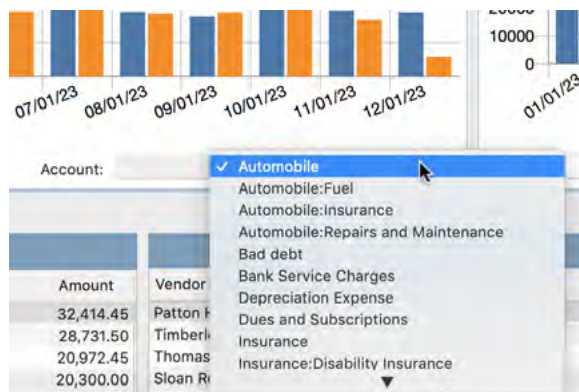 20000
10000
0
07/01/23 08/01/23 09/01/23 10/01/23 11/01/23 12/01/23
01/01/23
Account:
✓ Automobile
Automobile:Fuel
Automobile:Insurance
Automobile:Repairs and Maintenance
Bad debt
Bank Service Charges
Depreciation Expense
Dues and Subscriptions
Insurance
Insurance:Disability Insurance
Amount Vendor
32,414.45 Patton
28,731.50
20,972.45 Thomas
20,300.00 Sloan